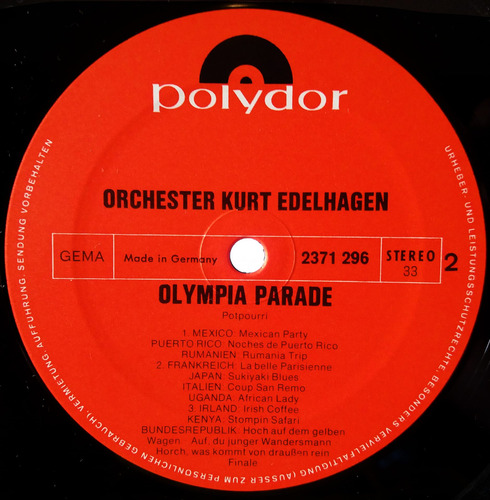 polydor
ORCHESTER KURT EDELHAGEN
GEMA Made in Germany 2371 296 STEREO 33 2
OLYMPIA PARADE
Potpourri
1. MEXICO: Mexican Party
PUERTO RICO: Noches de Puerto Rico
RUMÄNIEN: Rumania Trip
2. FRANKREICH: La belle Parisienne
JAPAN: Sukiyaki Blues
ITALIEN: Coup San Remo
UGANDA: African Lady
3. IRLAND: Irish Coffee
KENYA: Stompin Safari
BUNDESREPUBLIK: Hoch auf dem gelben
Wagen · Auf, du junger Wandersmann
Horch, was kommt von draußen rein
Finale
URHEBER- UND LEISTUNGSSCHUTZRECHTE, BESONDERS VERVIELFÄLTIGUNG (AUSSER ZUM PERSÖNLICHEN GEBRAUCH), VERMIETUNG, AUFFÜHRUNG, SENDUNG VORBEHALTEN